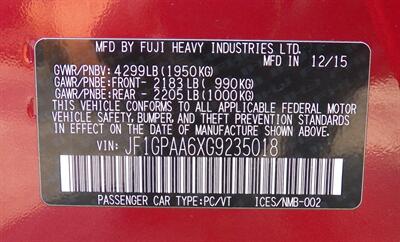 MFD. BY FUJI HEAVY INDUSTRIES LTD.
MFD IN 12/15
GVWR/PNBV: 4299LB(1950KG)
GAWR/PNBE:FRONT- 2183LB( 990KG)
GAWR/PNBE:REAR - 2205LB(1000KG)
THIS VEHICLE CONFORMS TO ALL APPLICABLE
FEDERAL MOTOR VEHICLE SAFETY, BUMPER,
AND THEFT PREVENTION STANDARDS IN
EFFECT ON THE DATE OF MANUFACTURE SHOWN ABOVE.
VIN: JF1GPAA6XG9235018
PASSENGER CAR TYPE:PC/VT ICES/NMB-002